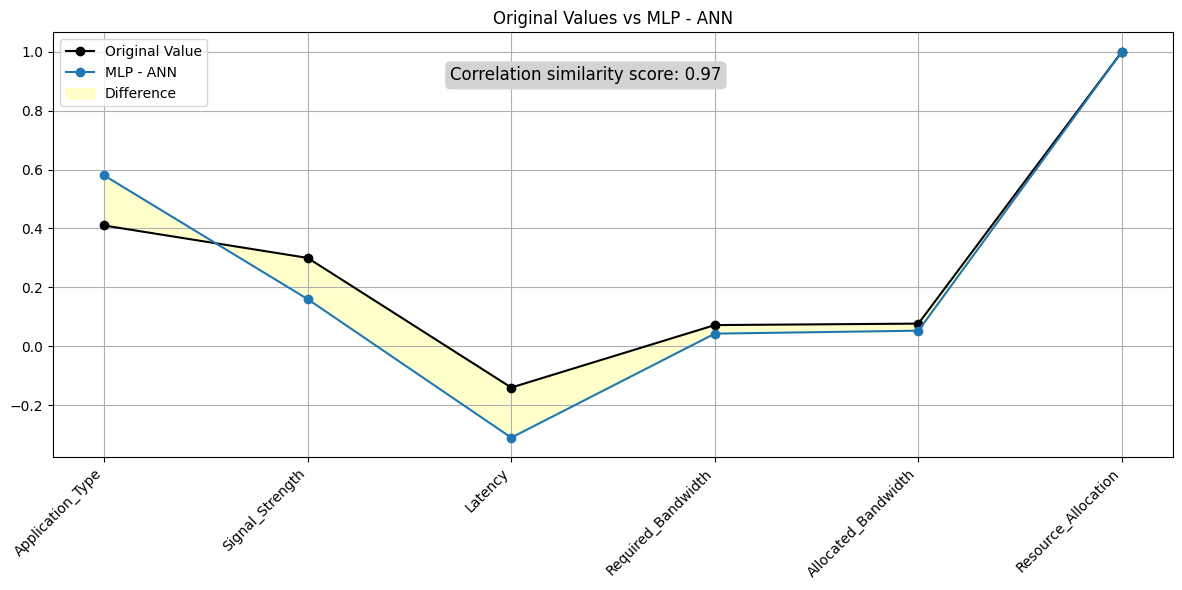 Original Values vs MLP - ANN
Original Value
MLP - ANN
Difference
Correlation similarity score: 0.97
1.0
0.8
0.6
0.4
0.2
0.0
−0.2
Application_Type
Signal_Strength
Latency
Required_Bandwidth
Allocated_Bandwidth
Resource_Allocation